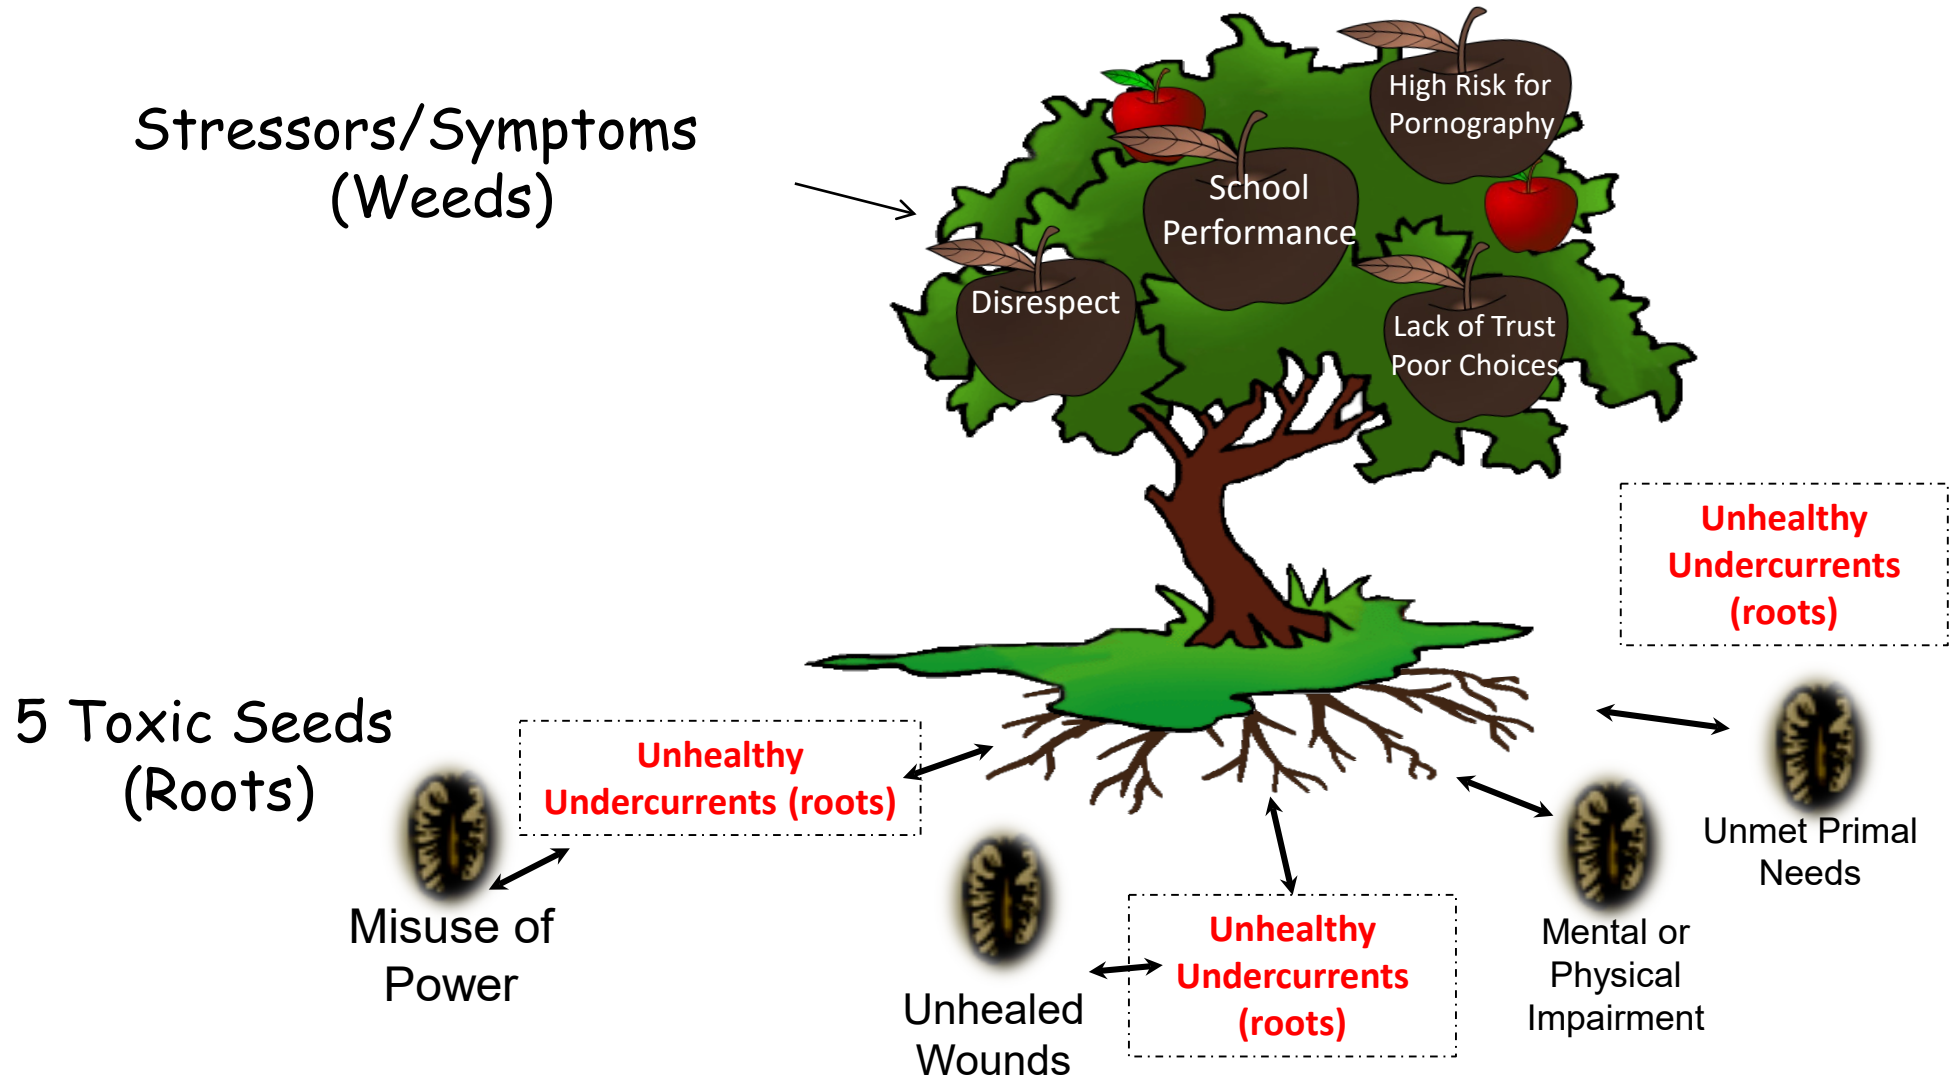 Stressors/Symptoms
(Weeds)
High Risk for
Pornography
School
Performance
Disrespect
Lack of Trust
Poor Choices
Unhealthy
Undercurrents
(roots)
5 Toxic Seeds
(Roots)
Unhealthy
Undercurrents (roots)
Misuse of
Power
Unhealed
Wounds
Unhealthy
Undercurrents
(roots)
Mental or
Physical
Impairment
Unmet Primal
Needs